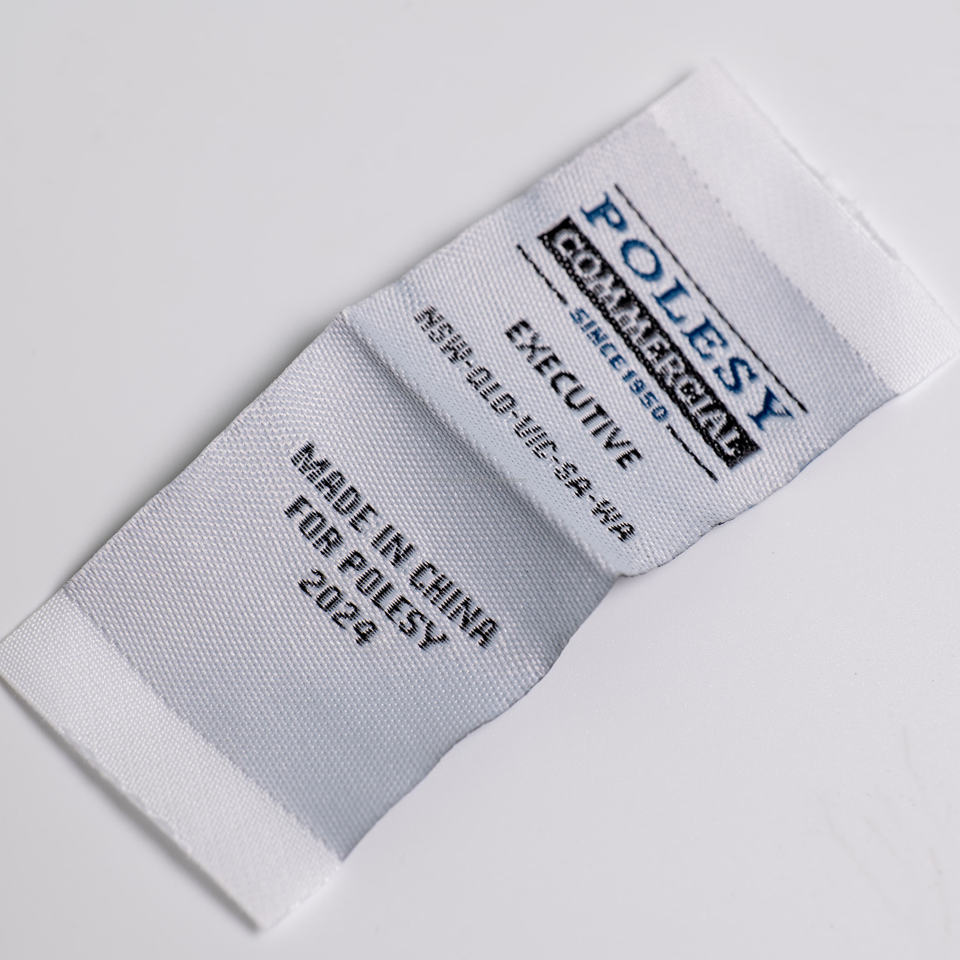 POLESY
COMMERCIAL
SINCE 1950
EXECUTIVE
NSW-QLD-VIC-SA-WA
MADE IN CHINA
FOR POLESY
2024